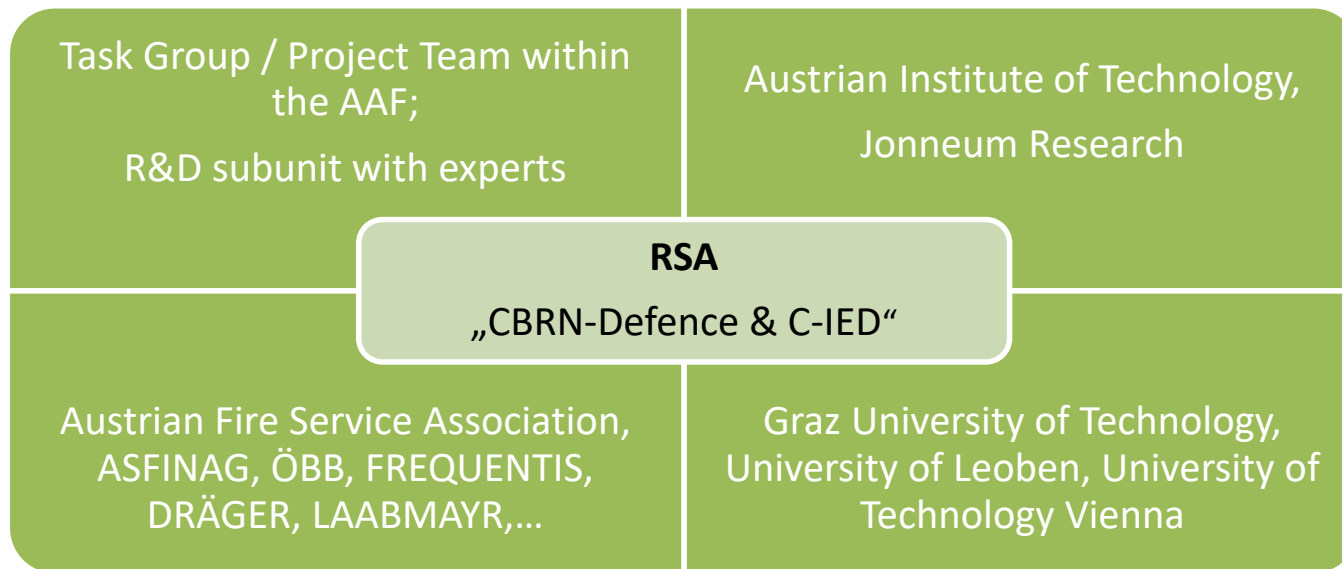 Task Group / Project Team within
the AAF;
R&D subunit with experts
Austrian Institute of Technology,
Jonneum Research
RSA
„CBRN-Defence & C-IED“
Austrian Fire Service Association,
ASFINAG, ÖBB, FREQUENTIS,
DRÄGER, LAABMAYR,...
Graz University of Technology,
University of Leoben, University of
Technology Vienna